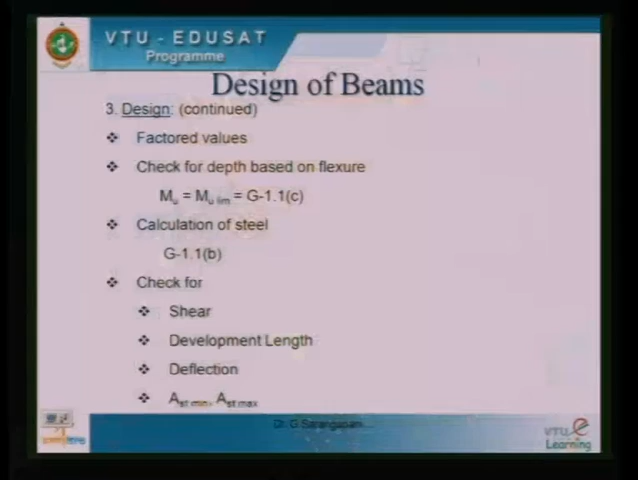 VTU - EDUSAT
Programme
Design of Beams
3. Design: (continued)
❖ Factored values
❖ Check for depth based on flexure
Mu = Mu lim = G-1.1(c)
❖ Calculation of steel
G-1.1(b)
❖ Check for
❖ Shear
❖ Development Length
❖ Deflection
❖ Ast min, Ast max
Dr. G
VTU e
Learning